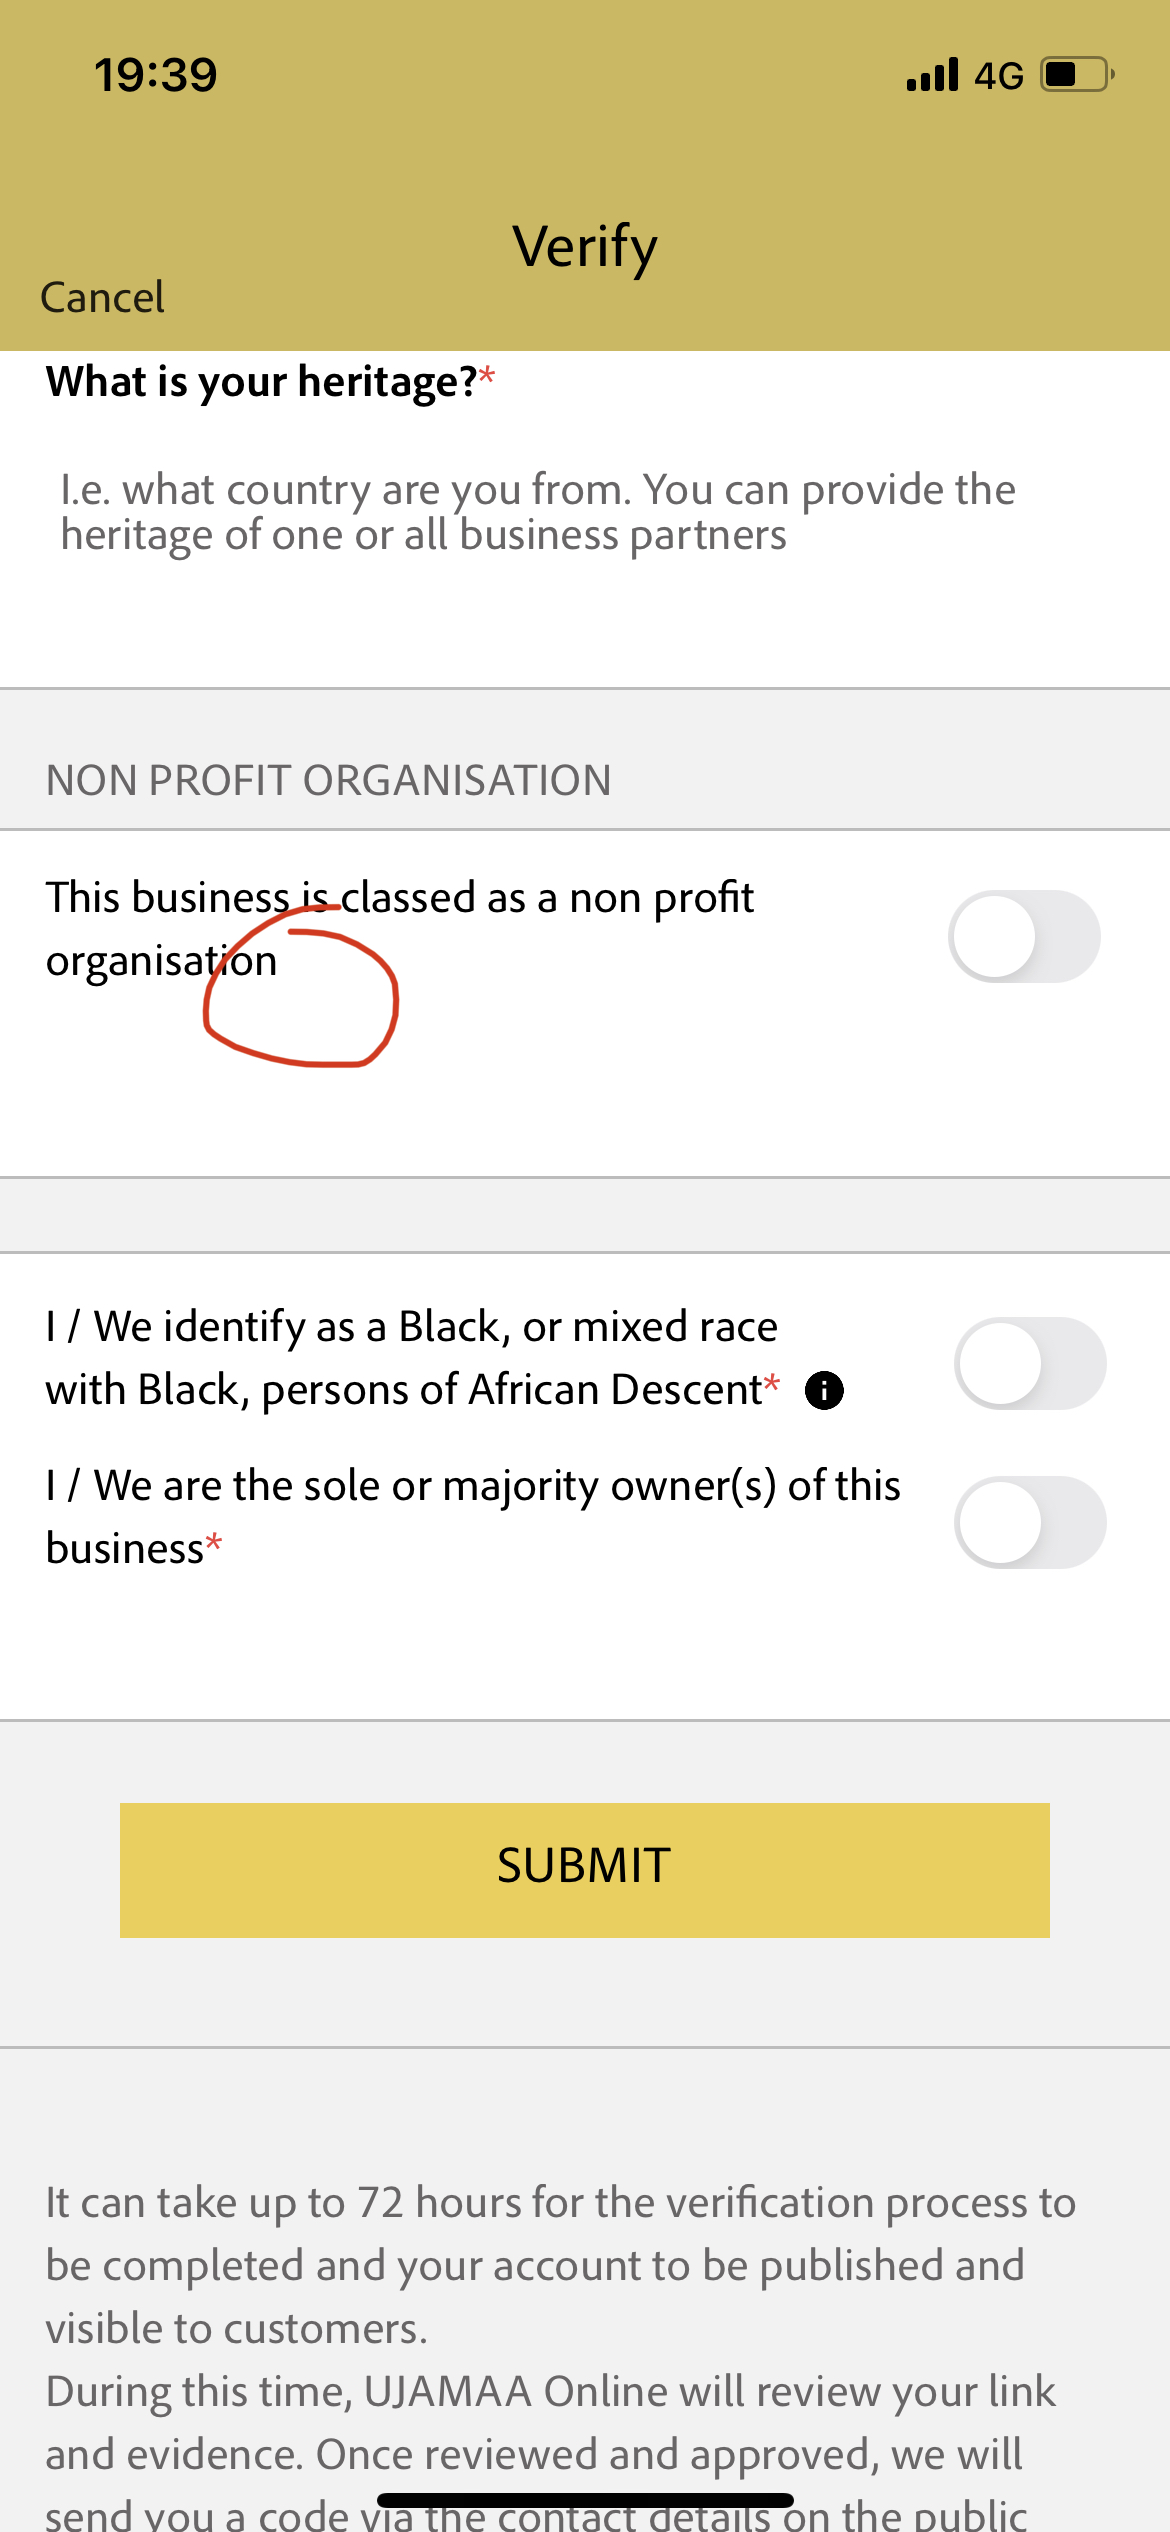 19:39
4G
Verify
Cancel
What is your heritage?*
I.e. what country are you from. You can provide the
heritage of one or all business partners
NON PROFIT ORGANISATION
This business is classed as a non profit
organisation
I / We identify as a Black, or mixed race
with Black, persons of African Descent* i
I / We are the sole or majority owner(s) of this
business*
SUBMIT
It can take up to 72 hours for the verification process to
be completed and your account to be published and
visible to customers.
During this time, UJAMAA Online will review your link
and evidence. Once reviewed and approved, we will
send you a code via the contact details on the public